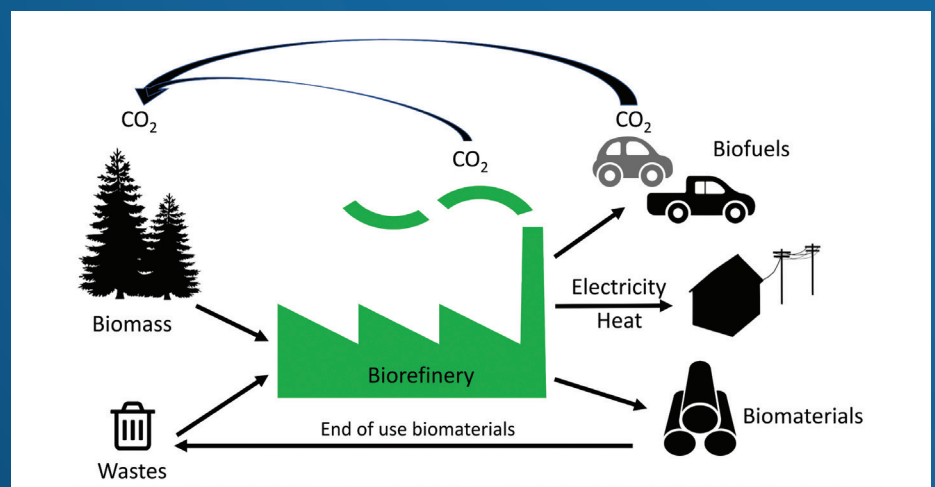 CO₂
CO₂
CO₂
Biofuels
Biomass
Electricity
Heat
Biorefinery
Biomaterials
End of use biomaterials
Wastes